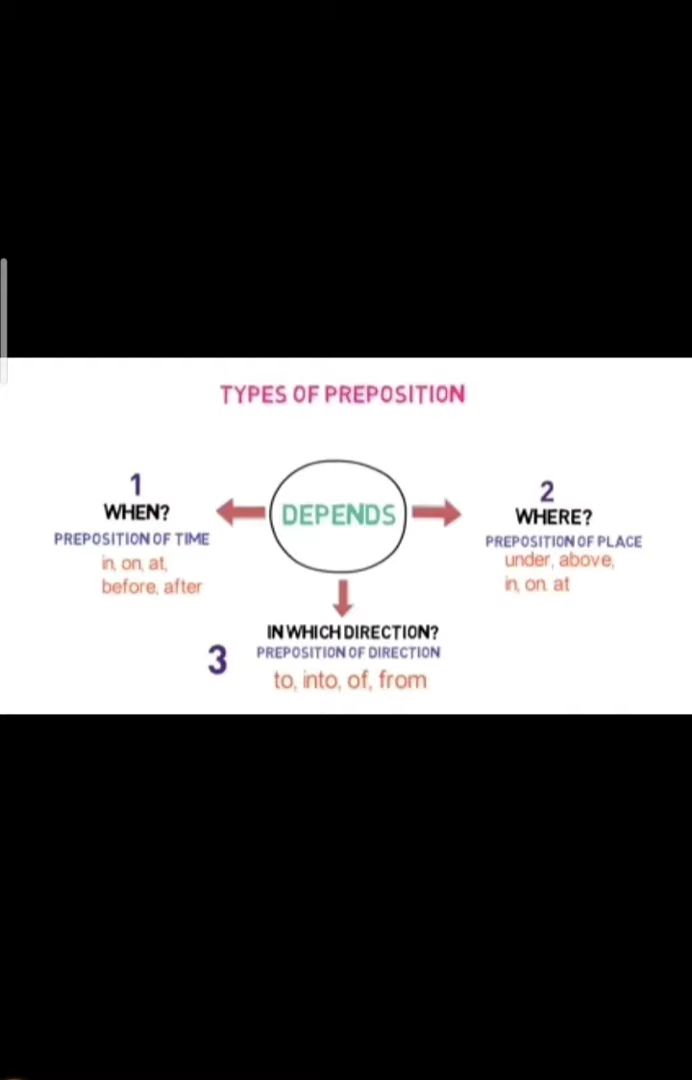 TYPES OF PREPOSITION
1
WHEN?
PREPOSITION OF TIME
in, on, at,
before, after
DEPENDS
2
WHERE?
PREPOSITION OF PLACE
under, above,
in, on at
3
IN WHICH DIRECTION?
PREPOSITION OF DIRECTION
to, into, of, from